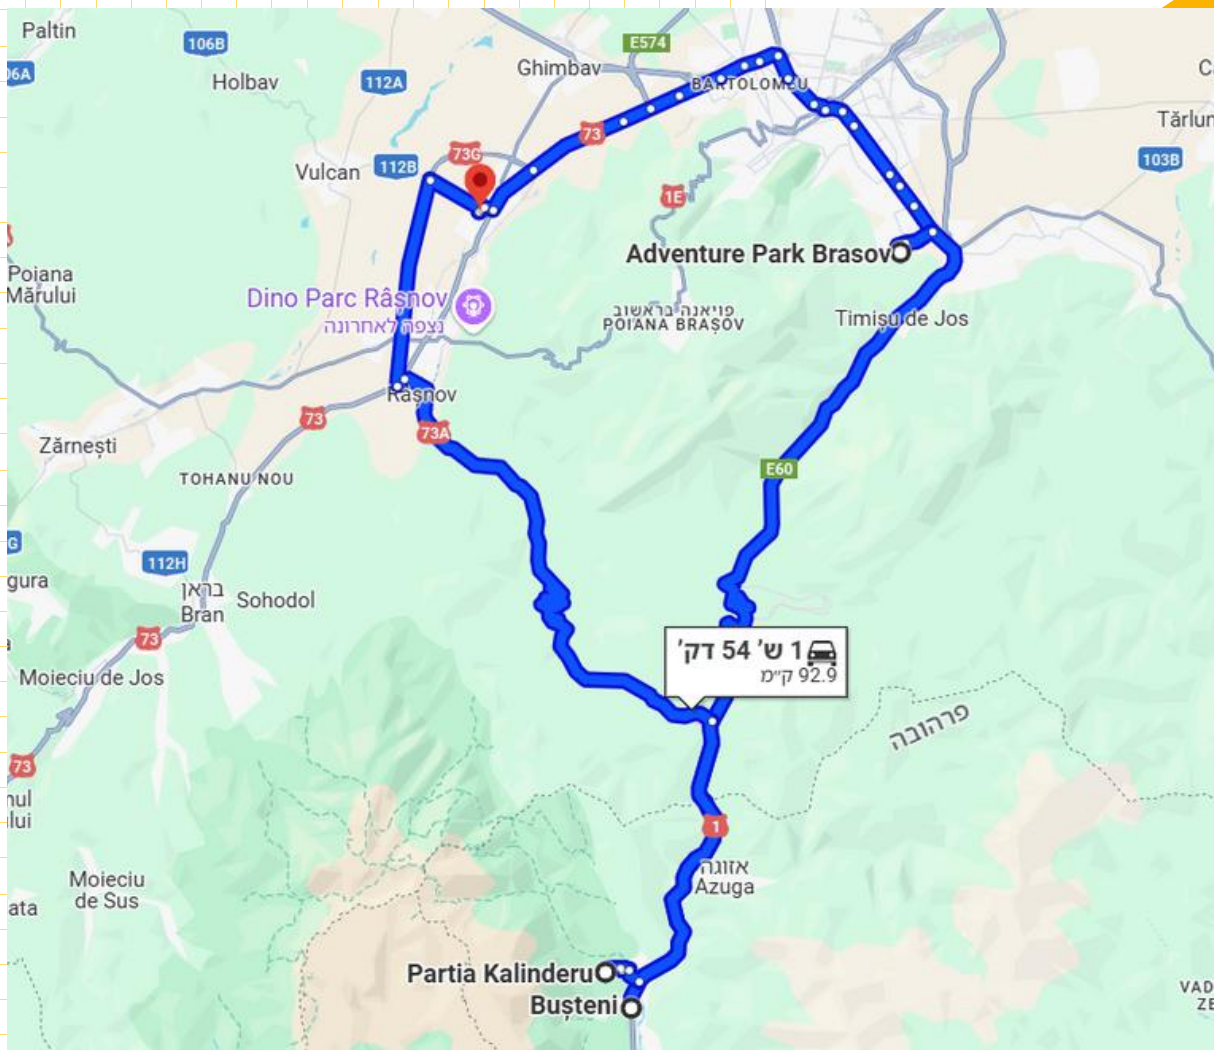 Paltin
106B
E574
Ghimbav
06A
Holbav
112A
BARTOLOMEU
Tărlun
73
73G
Vulcan
112B
103B
1E
Adventure Park Brasov
Poiana
Mărului
Dino Parc Râșnov
נצפה לאחרונה
פויאנה בראשוב
POIANA BRAȘOV
Timișu de Jos
Râșnov
73
73A
Zărnești
E60
TOHANU NOU
G
112H
gura
בראן
Bran
Sohodol
73
1 ש' 54 דק'
92.9 ק"מ
Moieciu de Jos
פרהובה
73
1
אזוגה
Azuga
Moieciu
de Sus
ata
Partia Kalinderu
Bușteni
VAD
ZE